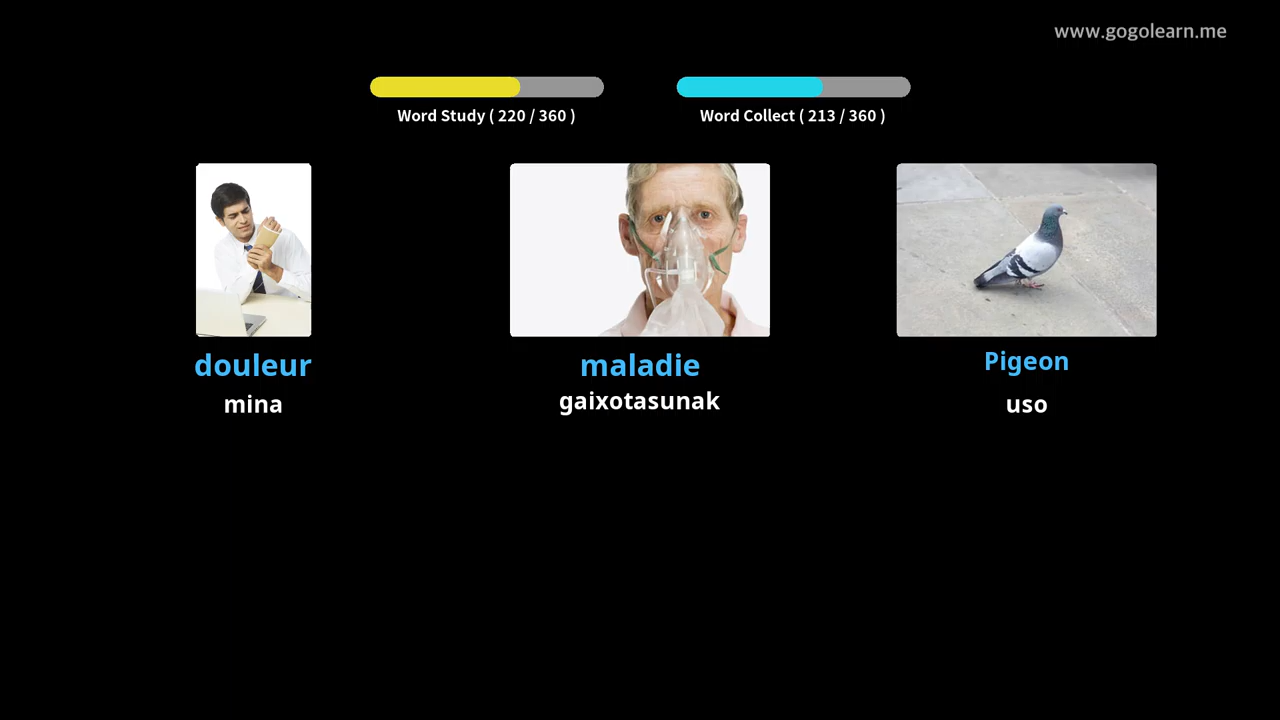 www.gogolearn.me
Word Study ( 220 / 360 )
Word Collect ( 213 / 360 )
douleur
maladie
Pigeon
mina
gaixotasunak
uso